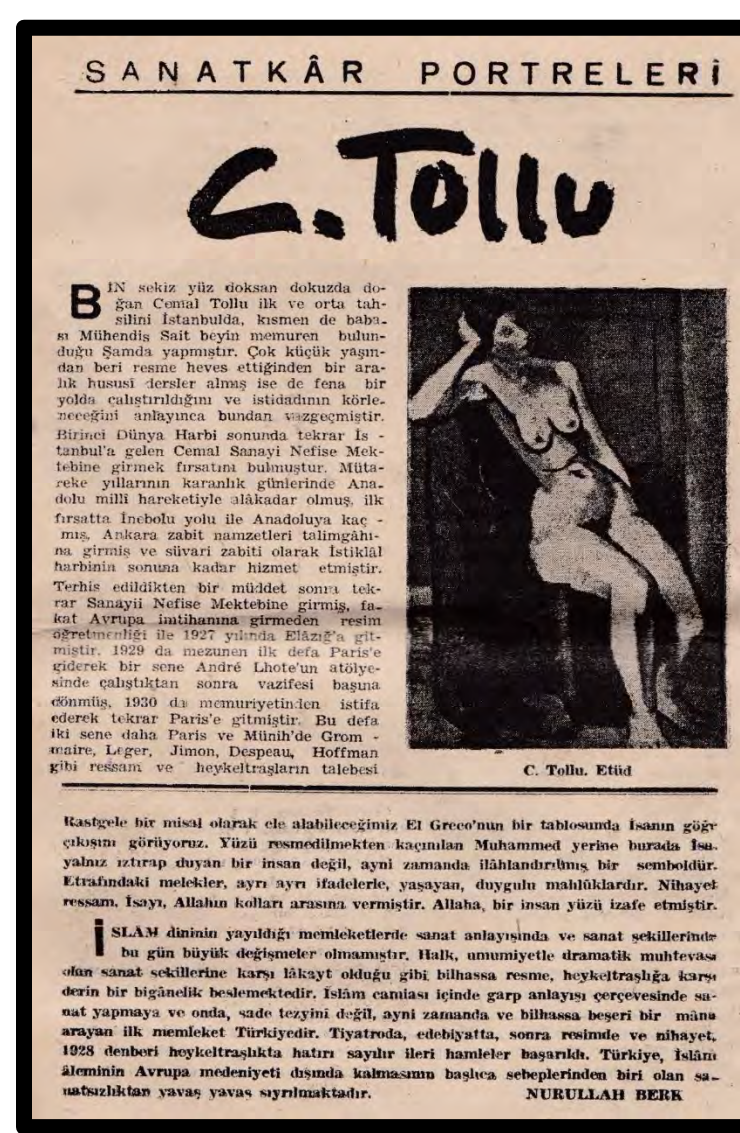 SANATKÂR PORTRELERİ
C. Tollu
BİN sekiz yüz doksan dokuzda do-
ğan Cemal Tollu ilk ve orta tah-
silini İstanbulda, kısmen de baba-
sı Mühendis Sait beyin memuren bulun-
duğu Şamda yapmıştır. Çok küçük yaşın-
dan beri resme heves ettiğinden bir ara-
lık hususi dersler almış ise de fena bir
yolda çalıştırıldığını ve istidadının körle-
neceğini anlayınca bundan vazgeçmiştir.
Birinci Dünya Harbi sonunda tekrar İs -
tanbul'a gelen Cemal Sanayi Nefise Mek-
tebine girmek fırsatını bulmuştur. Müta-
reke yıllarının karanlık günlerinde Ana-
dolu milli hareketiyle alâkadar olmuş, ilk
fırsatta İnebolu yolu ile Anadoluya kaç -
mış, Ankara zabit namzetleri talimgâhı-
na girmiş ve süvari zabiti olarak İstiklâl
harbinin sonuna kadar hizmet etmiştir.
Terhis edildikten bir müddet sonra tek-
rar Sanayii Nefise Mektebine girmiş, fa-
kat Avrupa imtihanına girmeden resim
öğretmenliği ile 1927 yılında Elâzığ'a git-
miştir. 1929 da mezunen ilk defa Paris'e
giderek bir sene André Lhote'un atölye-
sinde çalıştıktan sonra vazifesi başına
dönmüş, 1930 da memuriyetinden istifa
ederek tekrar Paris'e gitmiştir. Bu defa
iki sene daha Paris ve Münih'de Grom -
maire, Leger, Jimon, Despeau, Hoffman
gibi ressam ve heykeltraşların talebesi
C. Tollu. Etüd
Rastgele bir misal olarak ele alabileceğimiz El Greco'nun bir tablosunda İsanın göğe
çıkışını görüyoruz. Yüzü resmedilmekten kaçınılan Muhammed yerine burada İsa,
yalnız ıztırap duyan bir insan değil, ayni zamanda ilâhlandırılmış bir semboldür.
Etrafındaki melekler, ayrı ayrı ifadelerle, yaşayan, duygulu mahlûklardır. Nihayet
ressam, İsayı, Allahın kolları arasına vermiştir. Allaha, bir insan yüzü izafe etmiştir.
İSLAM dininin yayıldığı memleketlerde sanat anlayışında ve sanat şekillerinde
bu gün büyük değişmeler olmamıştır. Halk, umumiyetle dramatik muhtevası
olan sanat şekillerine karşı lâkayt olduğu gibi bilhassa resme, heykeltraşlığa karşı
derin bir bigânelik beslemektedir. İslâm camiası içinde garp anlayışı çerçevesinde sa-
nat yapmaya ve onda, sade tezyini değil, ayni zamanda ve bilhassa beşeri bir mâna
arayan ilk memleket Türkiyedir. Tiyatroda, edebiyatta, sonra resimde ve nihayet,
1928 denberi heykeltraşlıkta hatırı sayılır ileri hamleler başarıldı. Türkiye, İslâm
âleminin Avrupa medeniyeti dışında kalmasının başlıca sebeplerinden biri olan sa-
natsızlıktan yavaş yavaş sıyrılmaktadır.
NURULLAH BERK